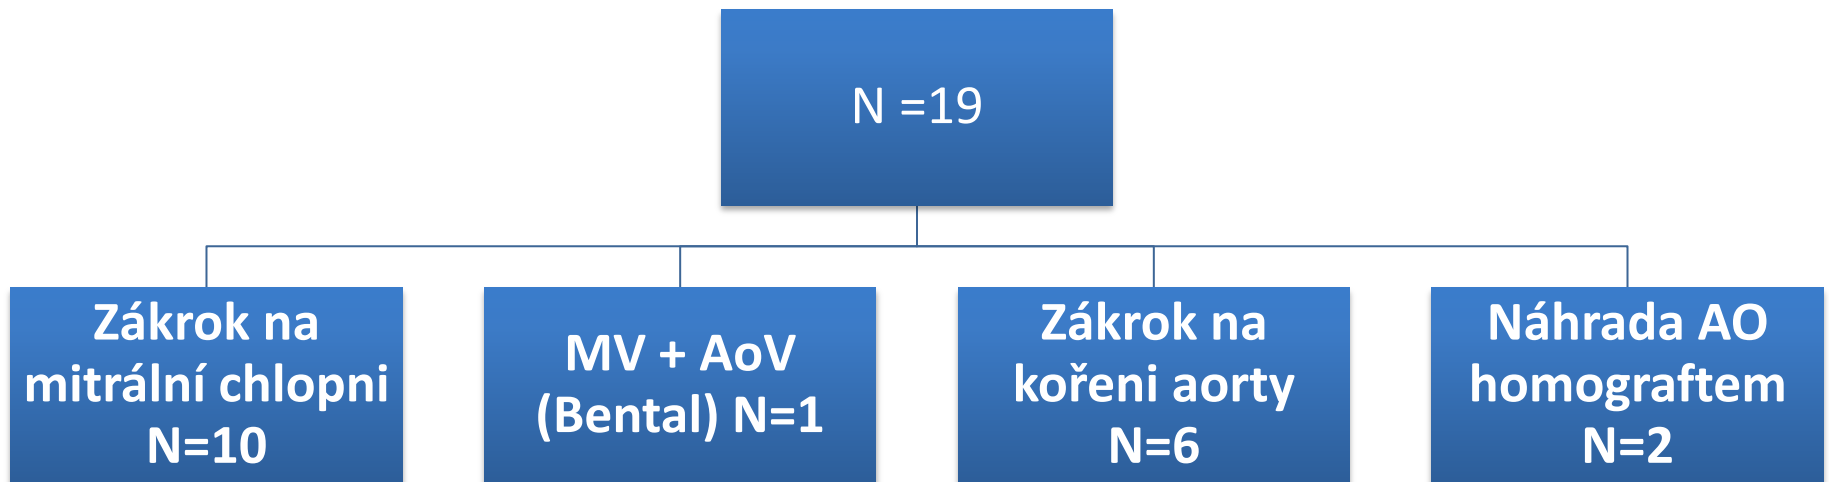 N =19
Zákrok na
mitrální chlopni
N=10
MV + AoV
(Bental) N=1
Zákrok na
kořeni aorty
N=6
Náhrada AO
homograftem
N=2